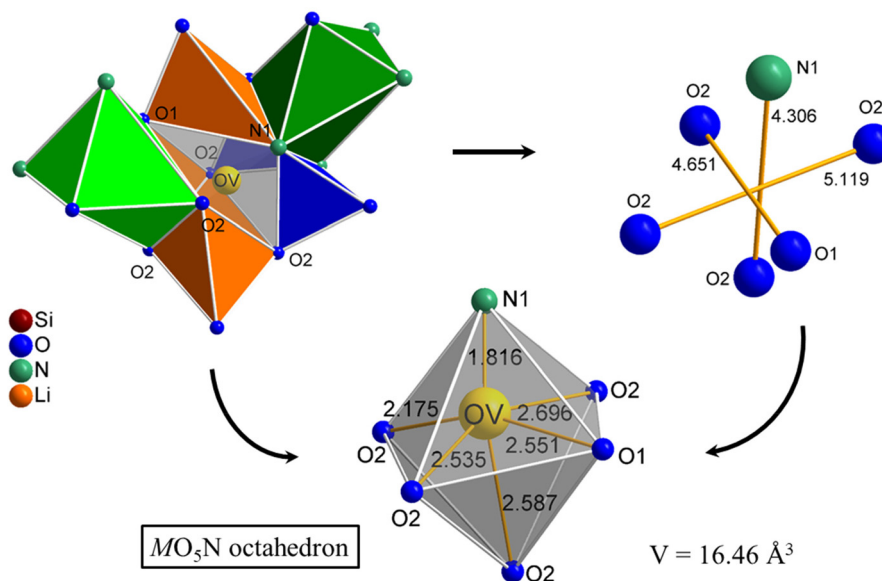 O1
N1
O2
OV
O2
O2
O2
Si
O
N
Li
N1
O2
O2
4.306
4.651
5.119
O2
O2
O1
N1
1.816
O2
2.175
OV
2.696
O2
2.535
2.551
O1
O2
2.587
O2
MO₅N octahedron
V = 16.46 Å³